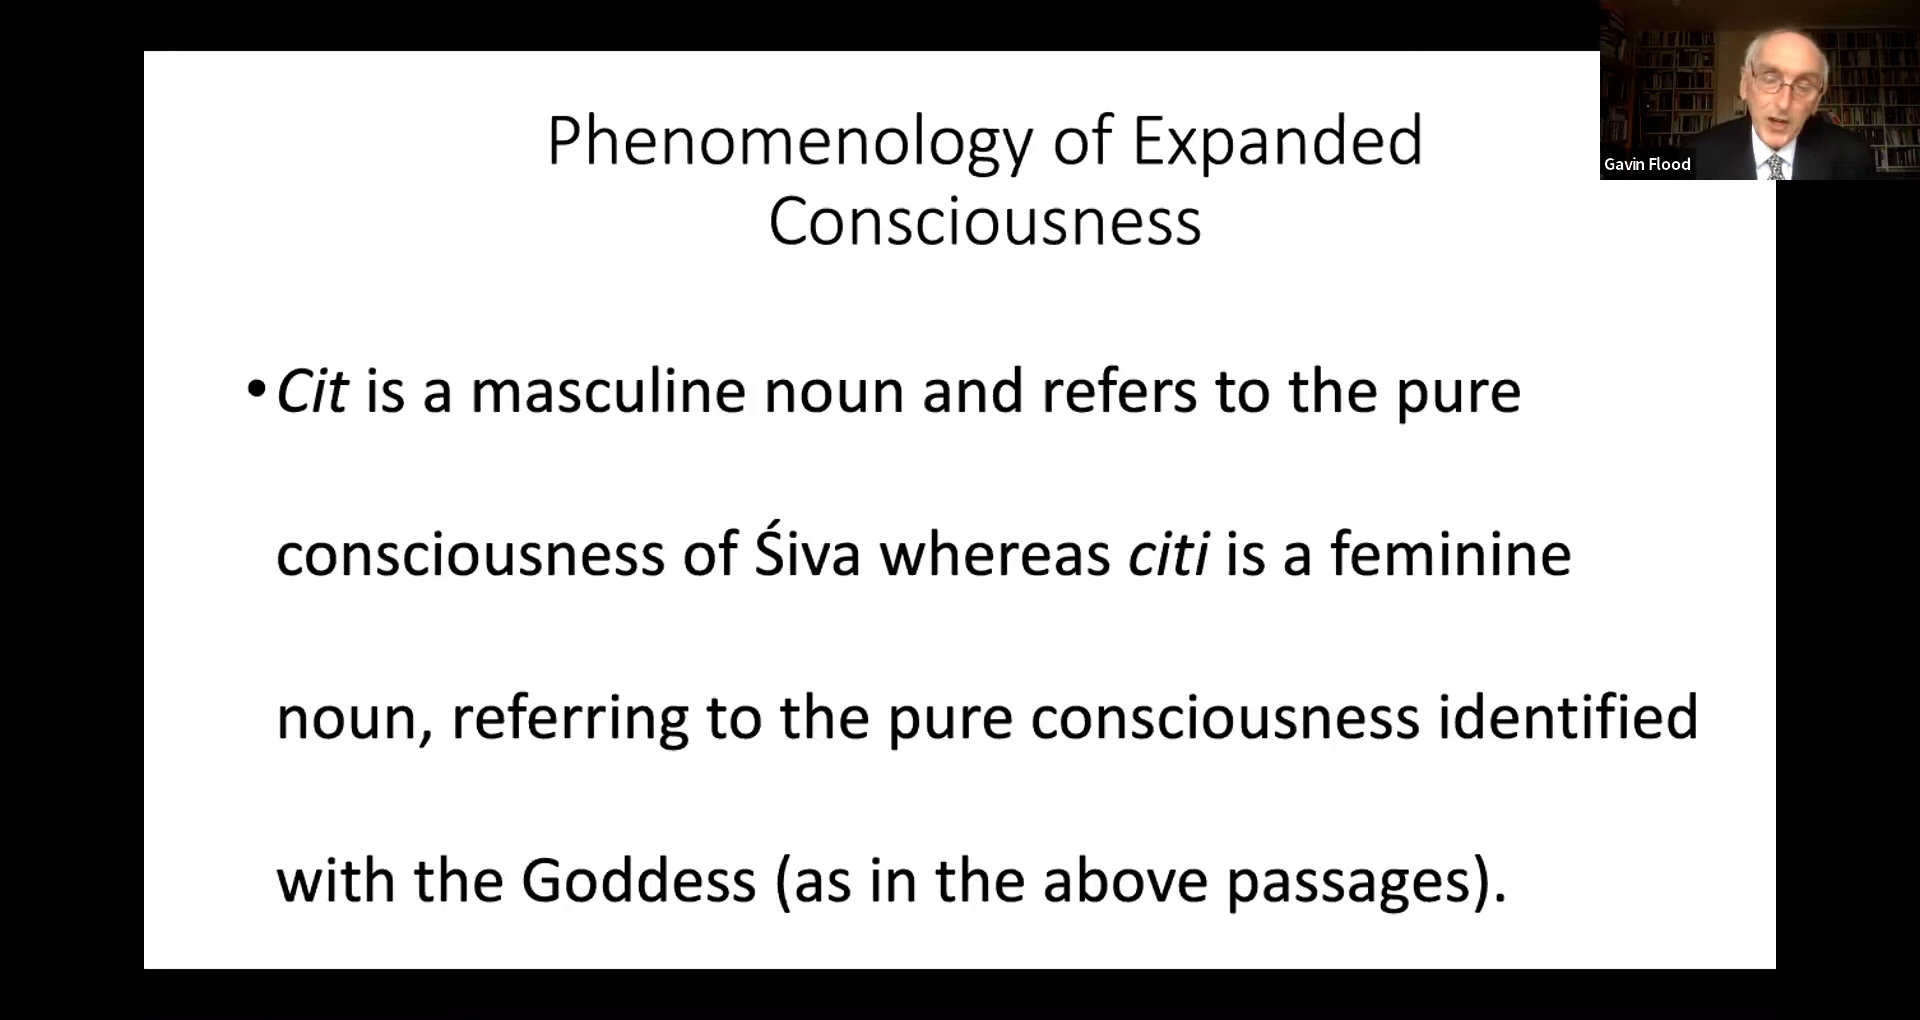 Phenomenology of Expanded
Consciousness
Gavin Flood
•Cit is a masculine noun and refers to the pure
consciousness of Śiva whereas citi is a feminine
noun, referring to the pure consciousness identified
with the Goddess (as in the above passages).